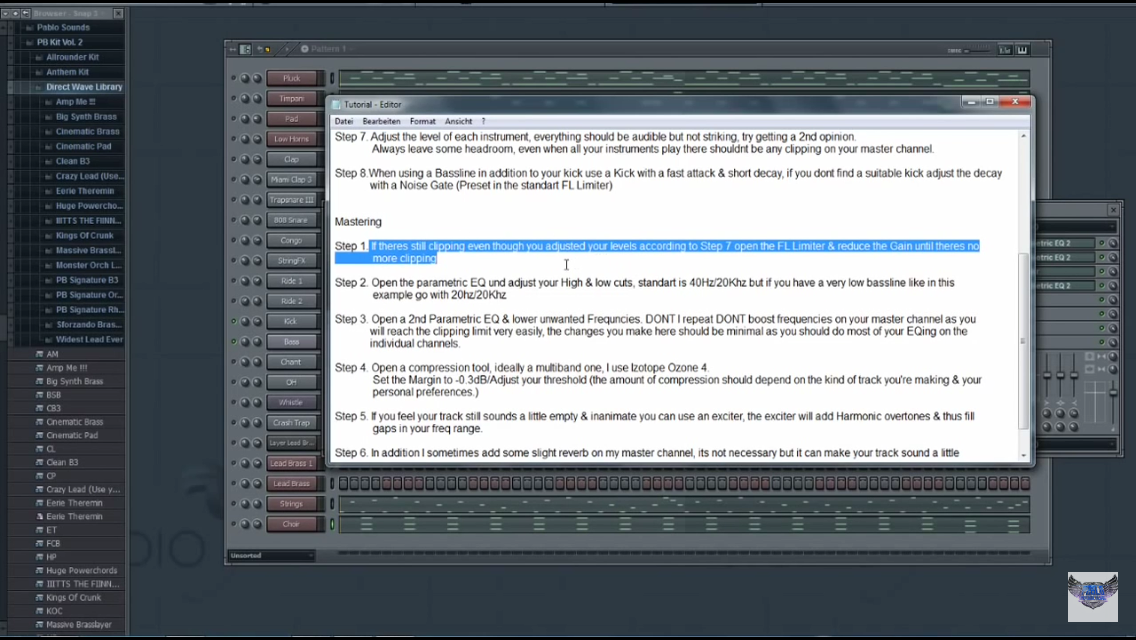 Browser - Snap 3
Pablo Sounds
PB Kit Vol. 2
Allrounder Kit
Anthem Kit
Direct Wave Library
Amp Me !!!
Big Synth Brass
Cinematic Brass
Cinematic Pad
Clean B3
Crazy Lead (Use
Eerie Theremin
Huge Powercho..
IIITTS THE FIINN..
Kings Of Crunk
Massive Brassl..
Monster Orch L..
PB Signature B3
PB Signature Or..
PB Signature Rh..
Sforzando Bras..
Widest Lead Ever
AM
Amp Me !!!
Big Synth Brass
BSB
CB3
Cinematic Brass
Cinematic Pad
CL
Clean B3
CP
Crazy Lead (Use y...
Eerie Theremin
Eerie Theremin
ET
FCB
HP
Huge Powerchords
IIITTS THE FIINN...
Kings Of Crunk
KOC
Massive Brasslayer
Pattern 1
Pluck
Timpani
Pad
Low Horns
Clap
Miami Clap 3
Trapsnare III
808 Snare
Congo
StringFX
Ride 1
Ride 2
Kick
Bass
Chant
OH
Whistle
Crash Trap
Layer Lead Br...
Lead Brass 1
Lead Brass
Strings
Choir
Unsorted
Tutorial - Editor
Datei Bearbeiten Format Ansicht ?
Step 7. Adjust the level of each instrument, everything should be audible but not striking, try getting a 2nd opinion.
Always leave some headroom, even when all your instruments play there shouldnt be any clipping on your master channel.
Step 8.When using a Bassline in addition to your kick use a Kick with a fast attack & short decay, if you dont find a suitable kick adjust the decay
with a Noise Gate (Preset in the standart FL Limiter)
Mastering
Step 1. If theres still clipping even though you adjusted your levels according to Step 7 open the FL Limiter & reduce the Gain until theres no
more clipping
Step 2. Open the parametric EQ und adjust your High & low cuts, standart is 40Hz/20Khz but if you have a very low bassline like in this
example go with 20hz/20Khz
Step 3. Open a 2nd Parametric EQ & lower unwanted Frequncies. DONT I repeat DONT boost frequencies on your master channel as
you will reach the clipping limit very easily, the changes you make here should be minimal as you should do most of your EQing on the
individual channels.
Step 4. Open a compression tool, ideally a multiband one, I use Izotope Ozone 4.
Set the Margin to -0.3dB/Adjust your threshold (the amount of compression should depend on the kind of track you're making & your
personal preferences.)
Step 5. If you feel your track still sounds a little empty & inanimate you can use an exciter, the exciter will add Harmonic overtones & thus fill
gaps in your freq range.
Step 6. In addition I sometimes add some slight reverb on my master channel, its not necessary but it can make your track sound a little
etric EQ 2
etric EQ 2